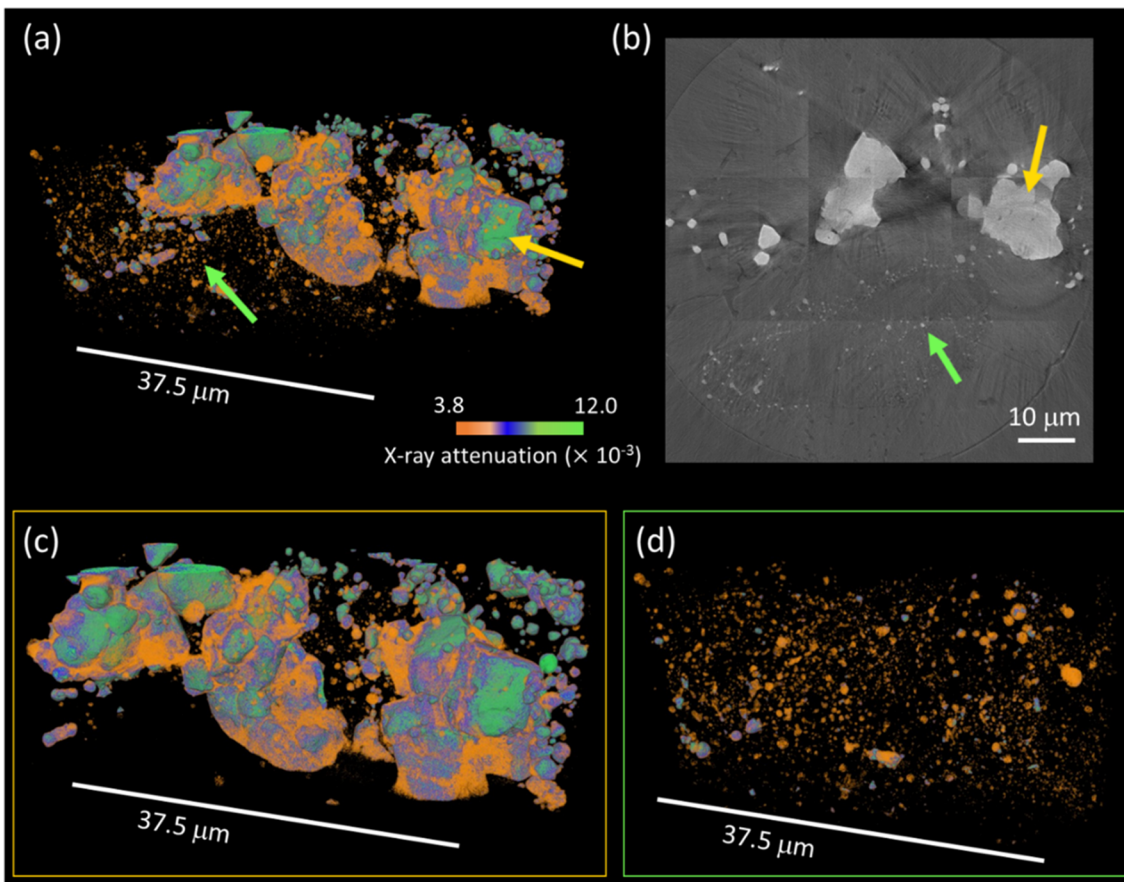 (a)
(b)
37.5 μm
3.8 12.0
X-ray attenuation (× 10⁻³)
10 μm
(c)
(d)
37.5 μm
37.5 μm